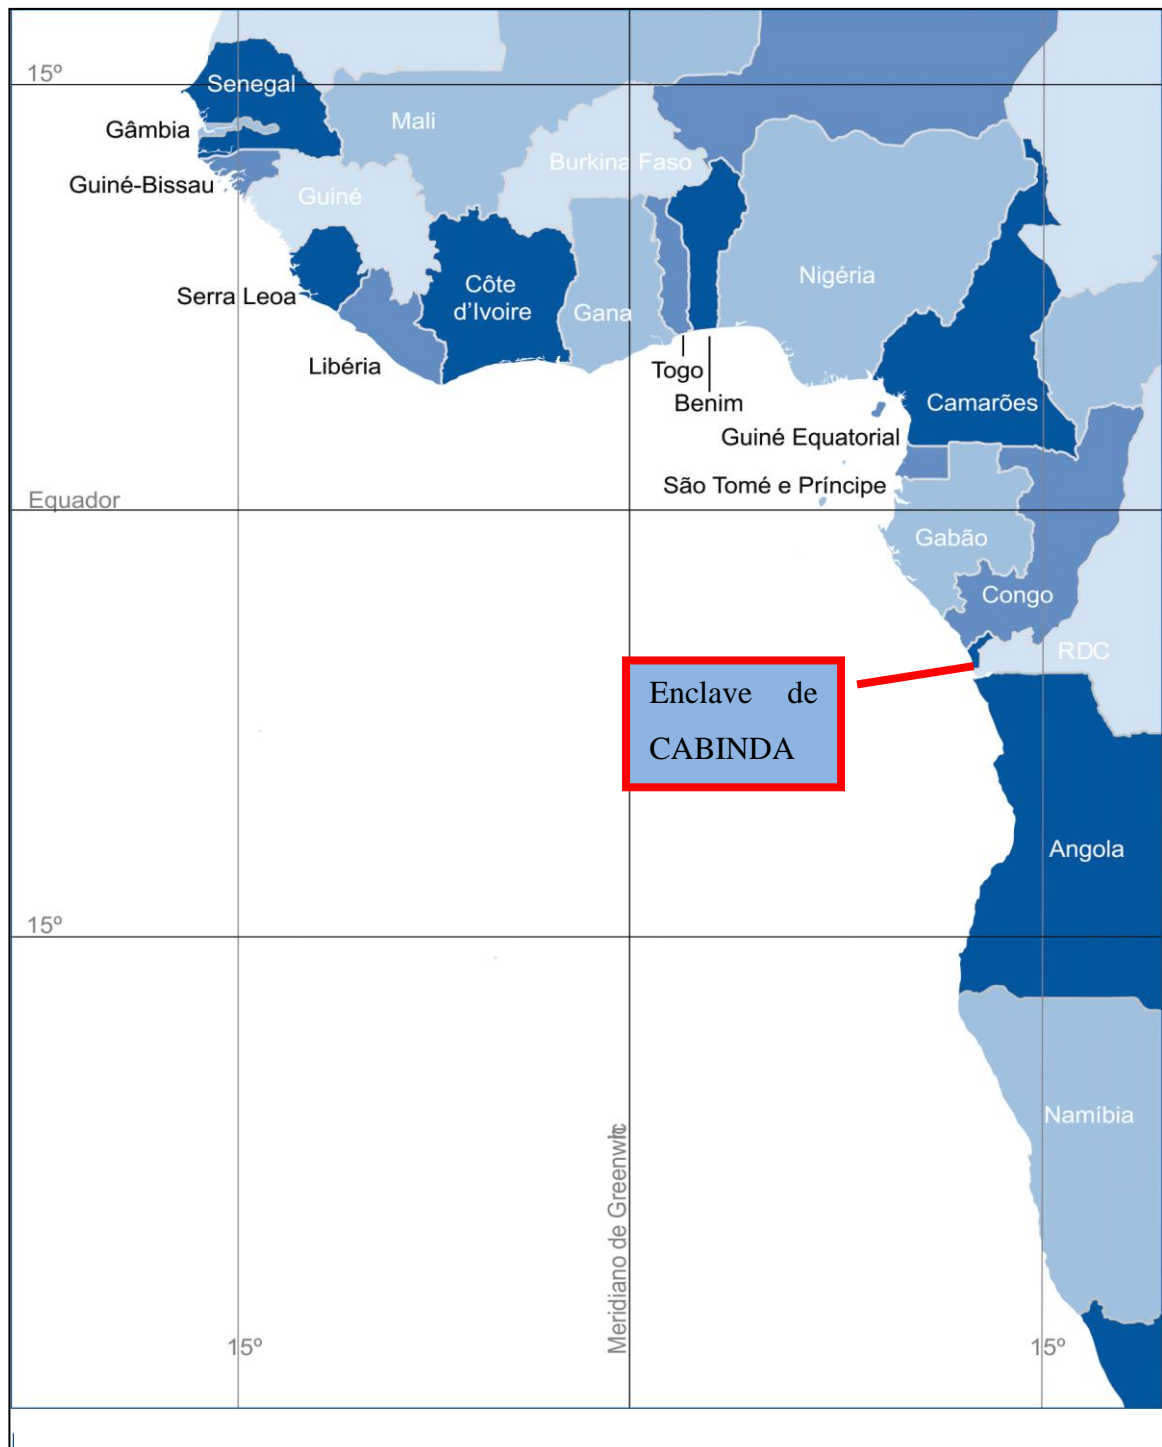 15º
Senegal
Gâmbia
Mali
Burkina Faso
Guiné-Bissau
Guiné
Nigéria
Côte
d'Ivoire
Serra Leoa
Gana
Libéria
Togo
Benim
Camarões
Guiné Equatorial
São Tomé e Príncipe
Equador
Gabão
Congo
RDC
Enclave de
CABINDA
Angola
15º
Namíbia
Meridiano de Greenwic
15º
15º